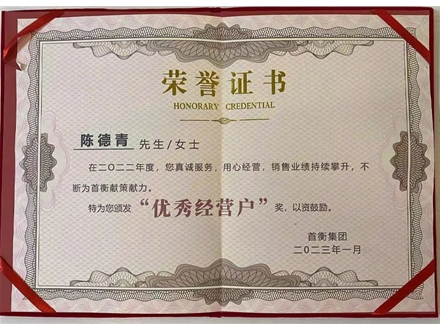 荣誉证书
HONORARY CREDENTIAL
陈德青 先生/女士
在二〇二二年度，您真诚服务，用心经营，销售业绩持续攀升，不
断为首衡献策献力。
特为您颁发“优秀经营户”奖，以资鼓励。
首衡集团
二〇二三年一月